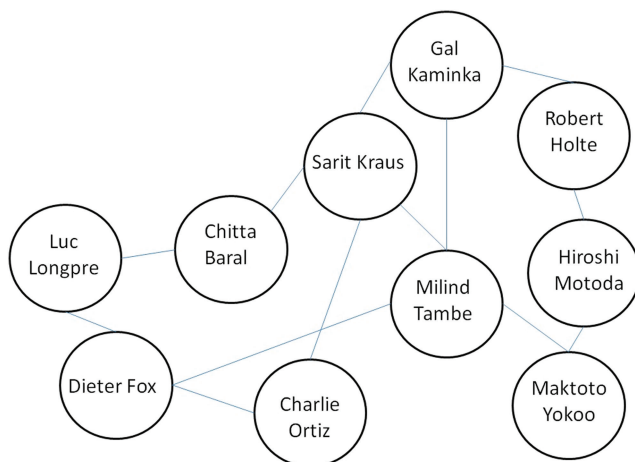 Gal
Kaminka
Robert
Holte
Sarit Kraus
Chitta
Baral
Luc
Longpre
Hiroshi
Motoda
Milind
Tambe
Dieter Fox
Charlie
Ortiz
Maktoto
Yokoo